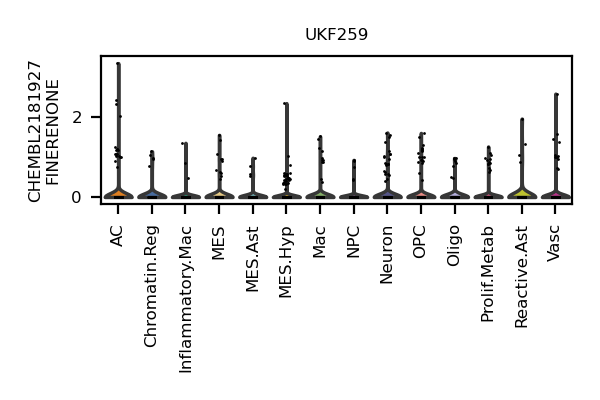 UKF259
CHEMBL2181927
FINERENONE
2
0
AC
Chromatin.Reg
Inflammatory.Mac
MES
MES.Ast
MES.Hyp
Mac
NPC
Neuron
OPC
Oligo
Prolif.Metab
Reactive.Ast
Vasc